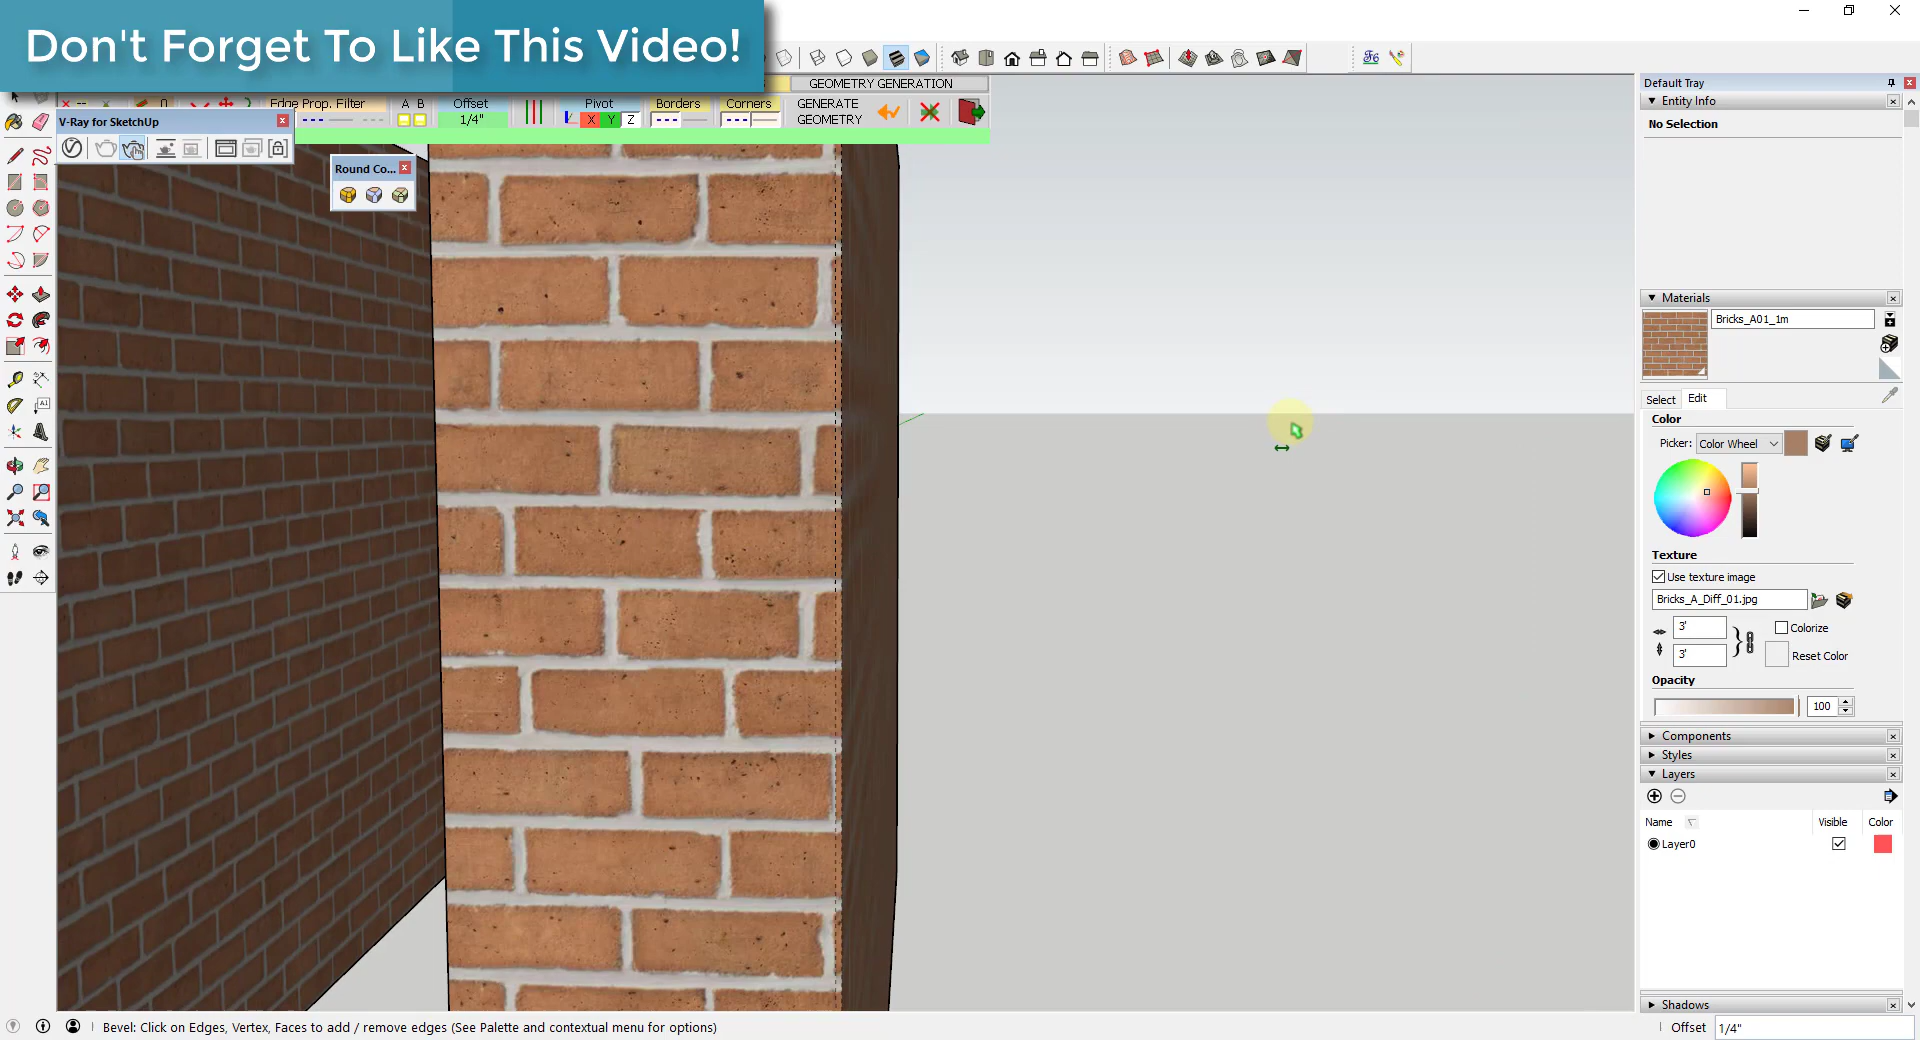 Don't Forget To Like This Video!
GEOMETRY GENERATION
Edge Prop. Filter
A B
Offset
1/4"
Pivot
X Y Z
Borders
Corners
GENERATE
GEOMETRY
V-Ray for SketchUp
Round Co...
Default Tray
Entity Info
No Selection
Materials
Bricks_A01_1m
Select
Edit
Color
Picker:
Color Wheel
Texture
Use texture image
Bricks_A_Diff_01.jpg
3'
Colorize
3'
Reset Color
Opacity
100
Components
Styles
Layers
Name
Visible
Color
Layer0
Shadows
Bevel: Click on Edges, Vertex, Faces to add / remove edges (See Palette and contextual menu for options)
Offset
1/4"